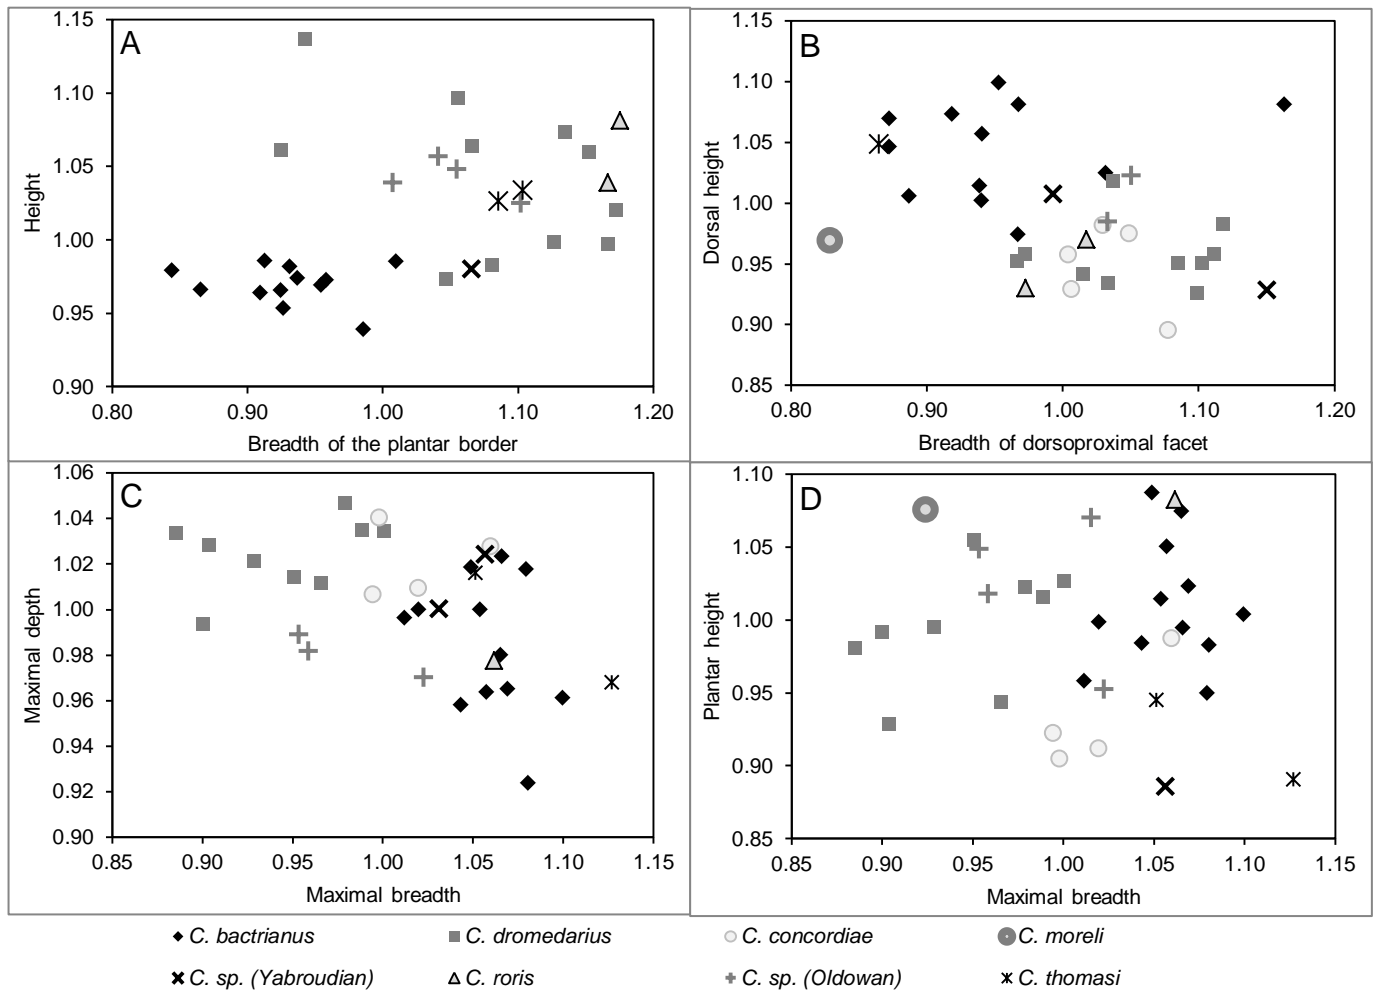 A
1.15
1.10
1.05
1.00
0.95
0.90
Height
0.80 0.90 1.00 1.10 1.20
Breadth of the plantar border
B
1.15
1.10
1.05
1.00
0.95
0.90
0.85
Dorsal height
0.80 0.90 1.00 1.10 1.20
Breadth of dorsoproximal facet
C
1.06
1.04
1.02
1.00
0.98
0.96
0.94
0.92
0.90
Maximal depth
0.85 0.90 0.95 1.00 1.05 1.10 1.15
Maximal breadth
D
1.10
1.05
1.00
0.95
0.90
0.85
Plantar height
0.85 0.90 0.95 1.00 1.05 1.10 1.15
Maximal breadth
C. bactrianus C. dromedarius C. concordiae C. moreli
C. sp. (Yabroudian) C. roris C. sp. (Oldowan) C. thomasi